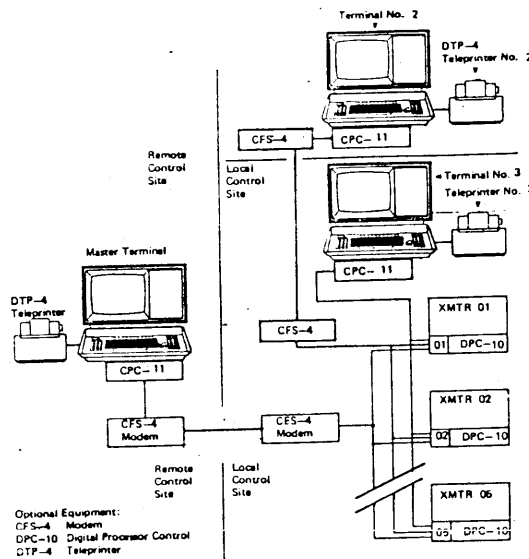 Terminal No. 2
DTP-4
Teleprinter No. 2
CFS-4
CPC-11
Remote
Control
Site
Local
Control
Site
Terminal No. 3
Teleprinter No.
CPC-11
Master Terminal
DTP-4
Teleprinter
CPC-11
CFS-4
XMTR 01
01 DPC-10
CFS-4
Modem
CFS-4
Modem
XMTR 02
02 DPC-10
Remote
Control
Site
Local
Control
Site
XMTR 06
06 DPC-10
Optional Equipment:
CFS-4 Modem
DPC-10 Digital Processor Control
DTP-4 Teleprinter